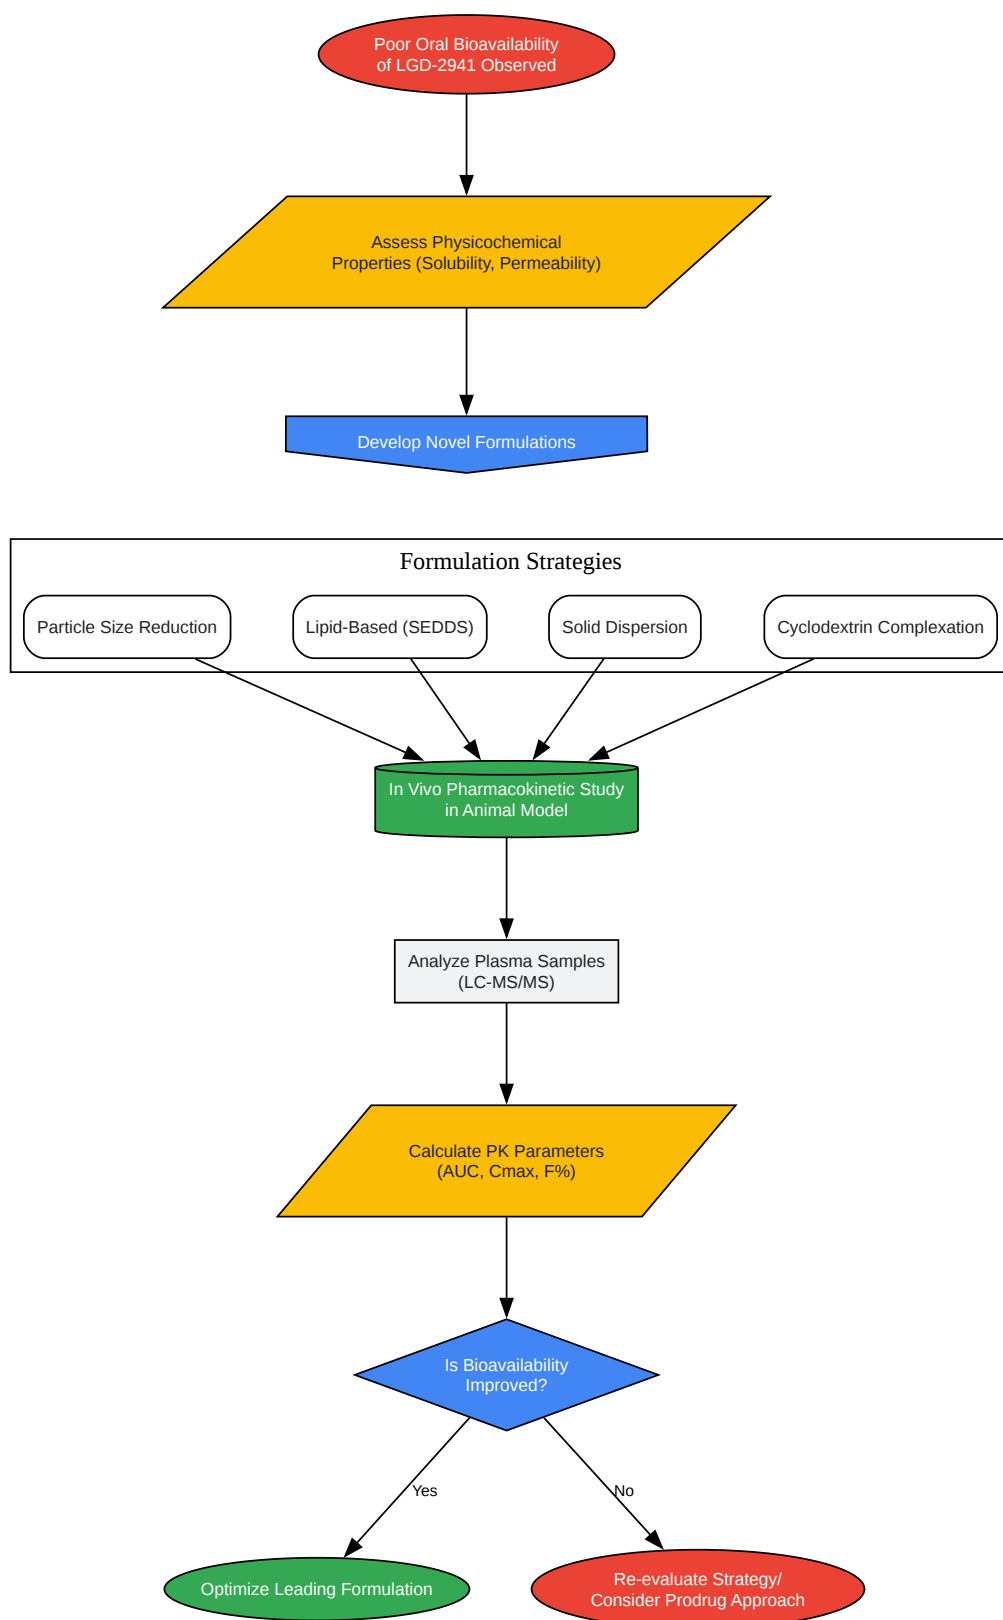 Poor Oral Bioavailability
of LGD-2941 Observed
Assess Physicochemical
Properties (Solubility, Permeability)
Develop Novel Formulations
Formulation Strategies
Particle Size Reduction
Lipid-Based (SEDDS)
Solid Dispersion
Cyclodextrin Complexation
In Vivo Pharmacokinetic Study
in Animal Model
Analyze Plasma Samples
(LC-MS/MS)
Calculate PK Parameters
(AUC, Cmax, F%)
Is Bioavailability
Improved?
Yes
No
Optimize Leading Formulation
Re-evaluate Strategy/
Consider Prodrug Approach